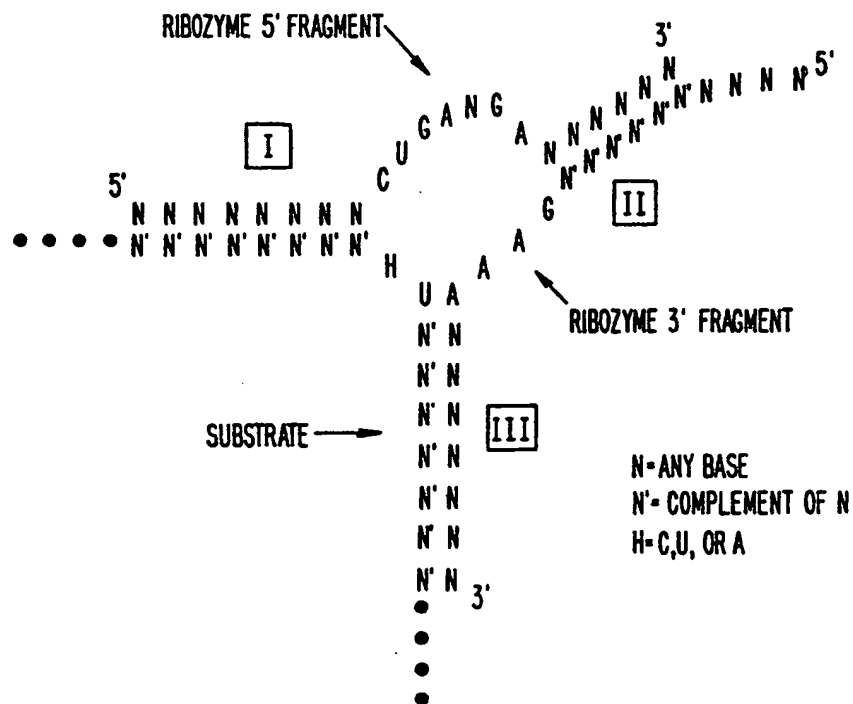 RIBOZYME 5' FRAGMENT
3'
N N N N N N
5'
N' N' N' N' N' N' N N N N
C U G A N G A
I
II
5'
N N N N N N N N
N' N' N' N' N' N' N' N'
G
A
A
H
U A
N' N
N' N
N' N
N' N
N' N
N' N
N' N
3'
RIBOZYME 3' FRAGMENT
SUBSTRATE
III
N=ANY BASE
N'=COMPLEMENT OF N
H=C,U, OR A